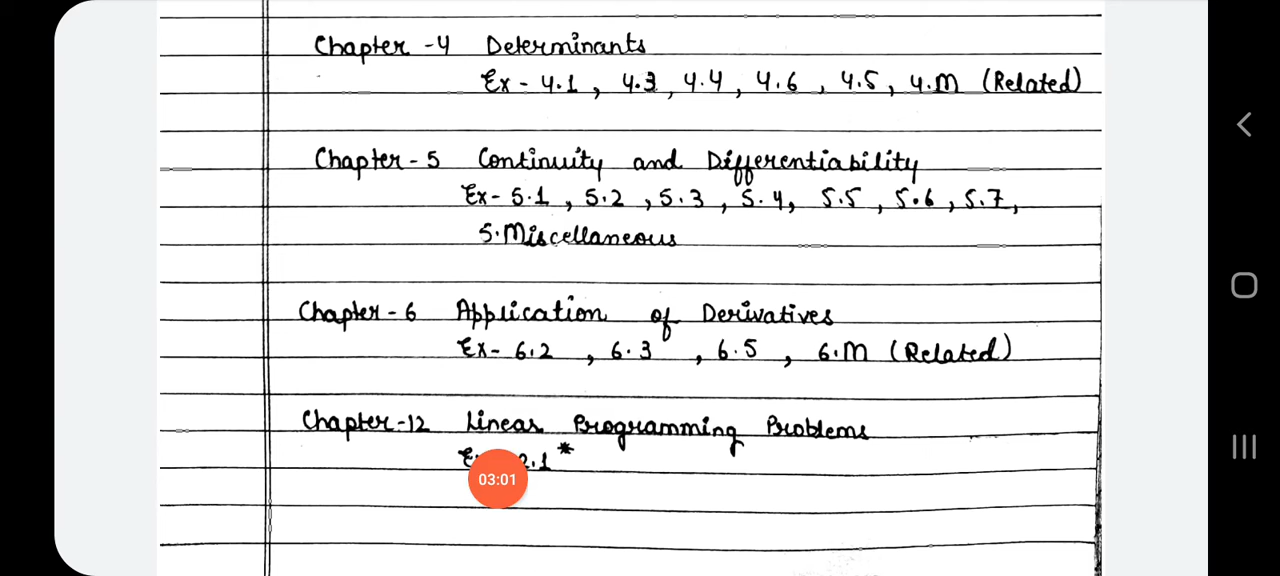 Chapter -4 Determinants
Ex - 4.1 , 4.3 , 4.4 , 4.6 , 4.5 , 4.M (Related)
Chapter - 5 Continuity and Differentiability
Ex - 5.1 , 5.2 , 5.3 , 5.4, 5.5 , 5.6 , 5.7,
5.Miscellaneous
Chapter - 6 Application of Derivatives
Ex - 6.2 , 6.3 , 6.5 , 6.M (Related)
Chapter -12 Linear Programming Problems
2.1 *
03:01